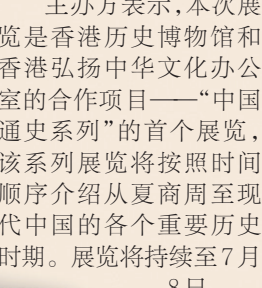 主办方表示，本次展
览是香港历史博物馆和
香港弘扬中华文化办公
室的合作项目——“中国
通史系列”的首个展览，
该系列展览将按照时间
顺序介绍从夏商周至现
代中国的各个重要历史
时期。展览将持续至7月
8日